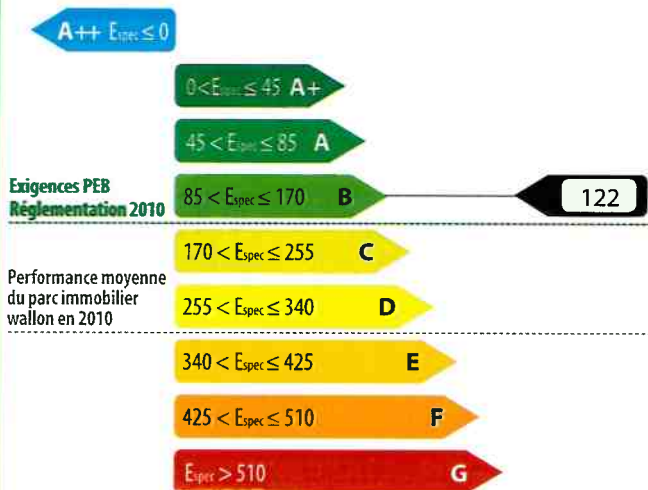 A++ Espec ≤ 0
0 < Espec ≤ 45 A+
45 < Espec ≤ 85 A
Exigences PEB
Réglementation 2010
85 < Espec ≤ 170 B
122
170 < Espec ≤ 255 C
Performance moyenne
du parc immobilier
wallon en 2010
255 < Espec ≤ 340 D
340 < Espec ≤ 425 E
425 < Espec ≤ 510 F
Espec > 510 G